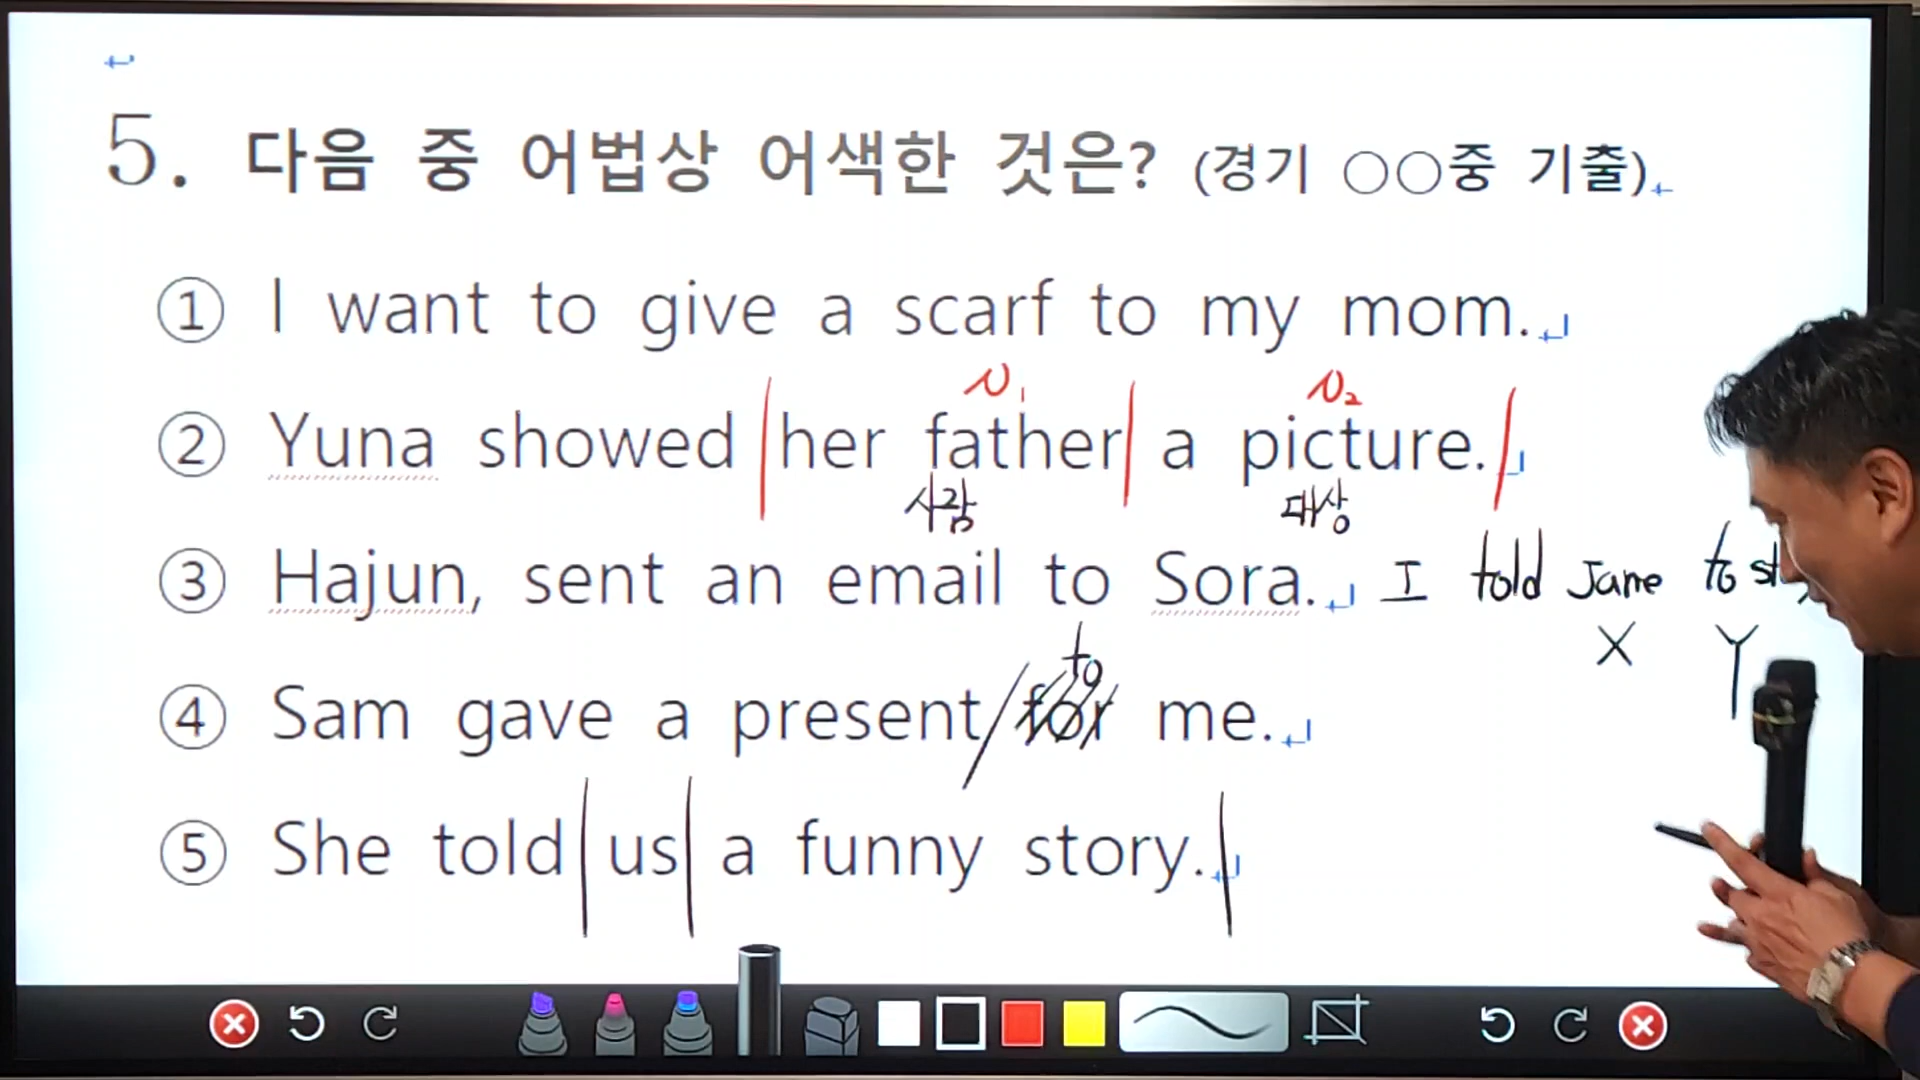 5. 다음 중 어법상 어색한 것은? (경기 ○○중 기출)
① I want to give a scarf to my mom.
N1 N2
② Yuna showed her father a picture.
사람 대상
③ Hajun, sent an email to Sora. I told Jane to
X Y
to
④ Sam gave a present for me.
⑤ She told us a funny story.